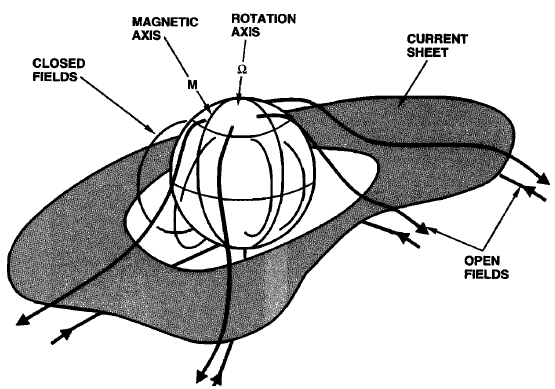 MAGNETIC
AXIS
ROTATION
AXIS
CLOSED
FIELDS
M
Ω
CURRENT
SHEET
OPEN
FIELDS